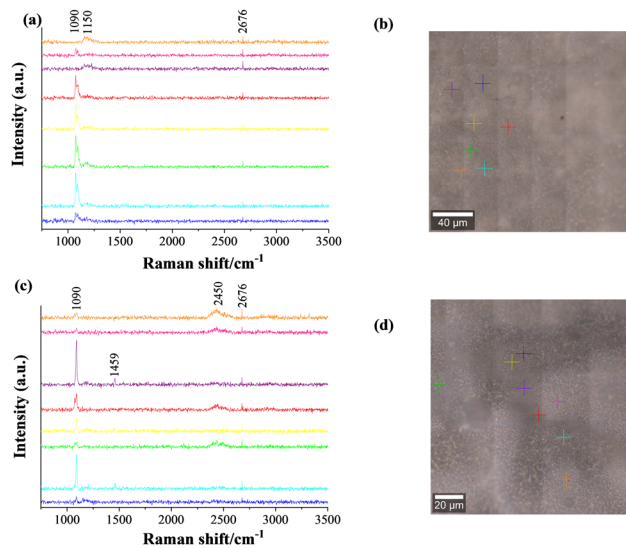 (a)
1090
1150
2676
Intensity (a.u.)
1000 1500 2000 2500 3000 3500
Raman shift/cm⁻¹
(b)
40 µm
(c)
1090
1459
2450
2676
Intensity (a.u.)
1000 1500 2000 2500 3000 3500
Raman shift/cm⁻¹
(d)
20 µm